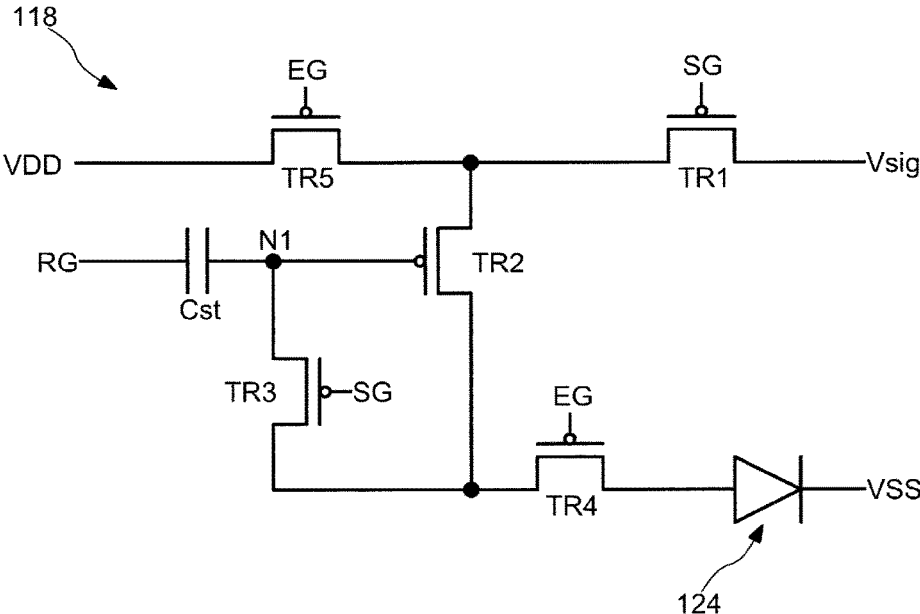 118
EG
SG
VDD
TR5
TR1
Vsig
RG
N1
TR2
Cst
TR3
SG
EG
TR4
VSS
124